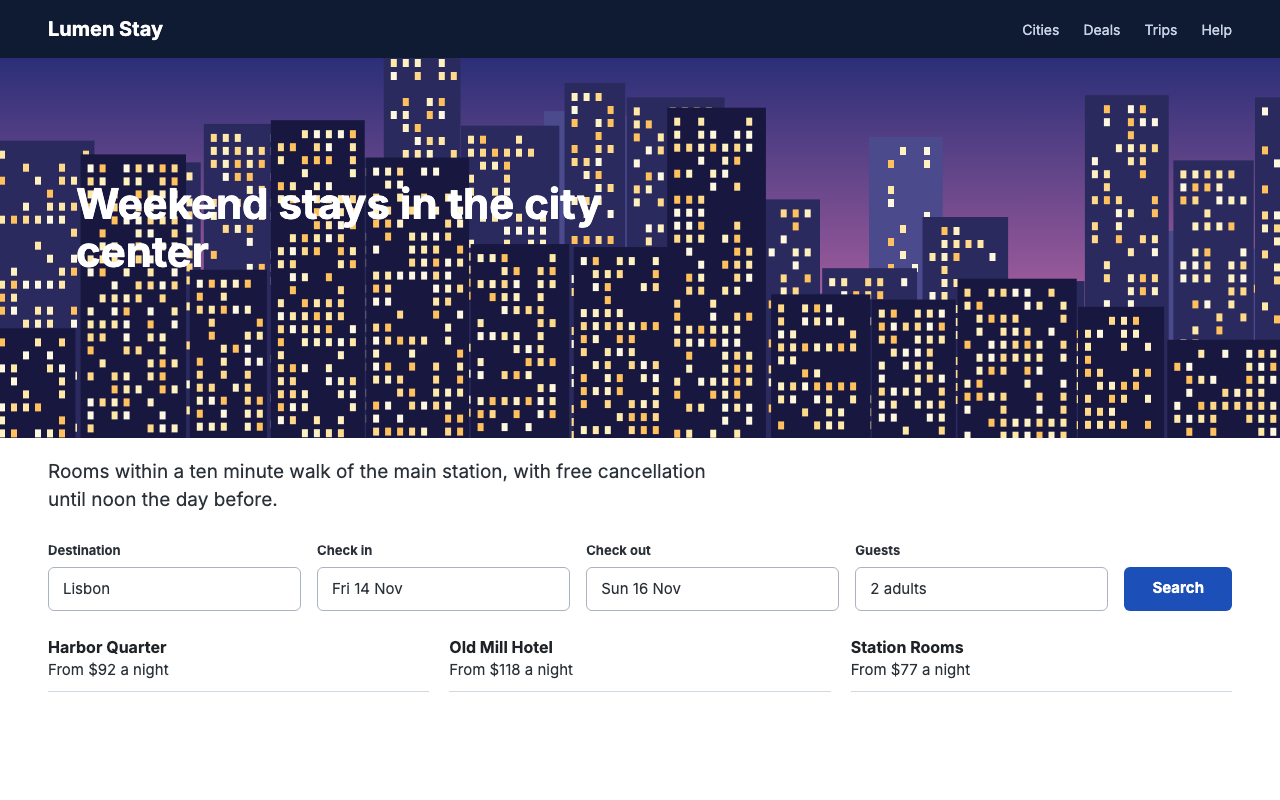 Lumen Stay
Cities Deals Trips Help
Weekend stays in the city
center
Rooms within a ten minute walk of the main station, with free cancellation
until noon the day before.
Destination Check in Check out Guests
Lisbon Fri 14 Nov Sun 16 Nov 2 adults Search
Harbor Quarter Old Mill Hotel Station Rooms
From $92 a night From $118 a night From $77 a night